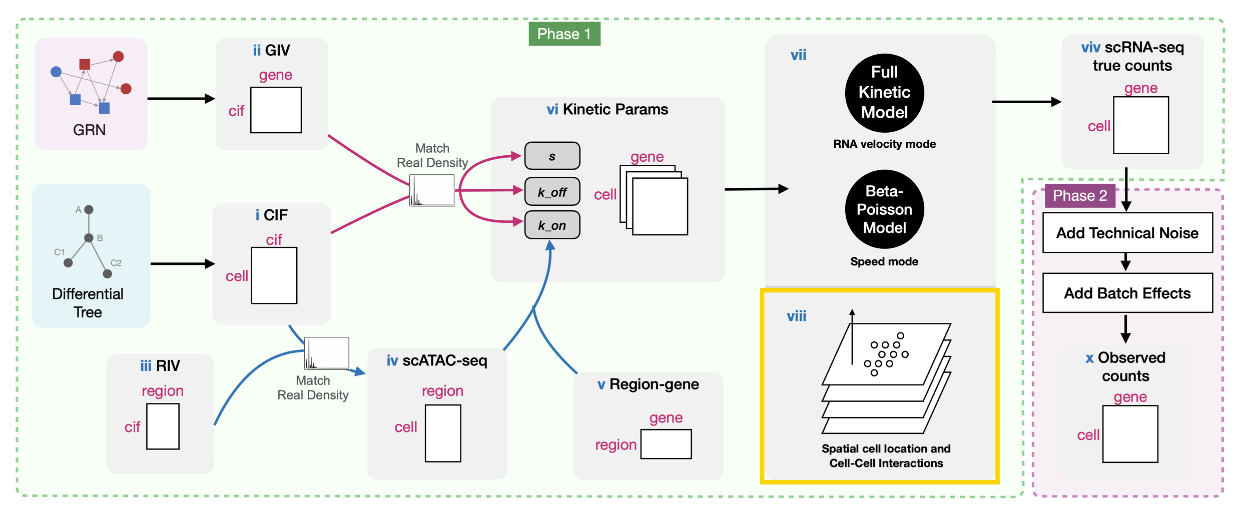 Phase 1
GRN
ii GIV
gene
cif
Differential
Tree
A
B
C1
C2
i CIF
cif
cell
iii RIV
region
cif
Match
Real Density
Match
Real Density
iv scATAC-seq
region
cell
v Region-gene
gene
region
vi Kinetic Params
s
k_off
k_on
gene
cell
vii
Full
Kinetic
Model
RNA velocity mode
Beta-
Poisson
Model
Speed mode
viii
Spatial cell location and
Cell-Cell Interactions
viv scRNA-seq
true counts
gene
cell
Phase 2
Add Technical Noise
Add Batch Effects
x Observed
counts
gene
cell